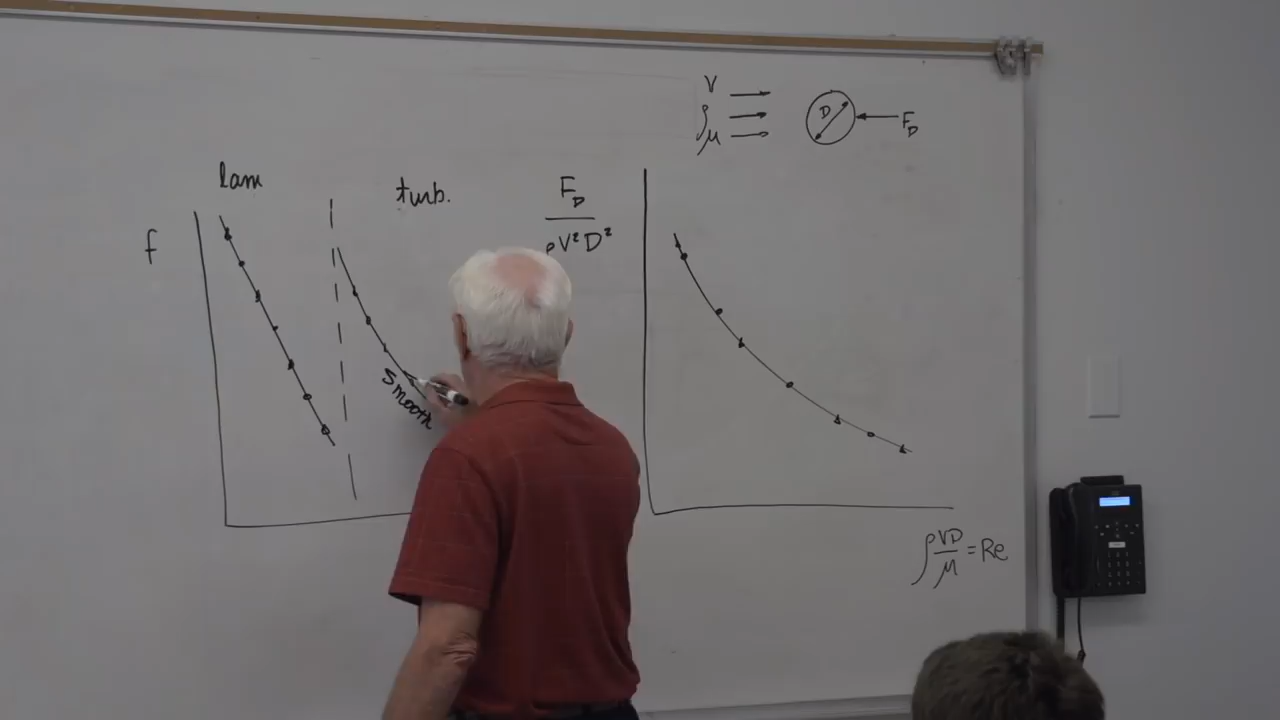 lam
turb.
f
smooth
V
ρ
μ
D
F_D
F_D
ρV²D²
ρVD/μ = Re